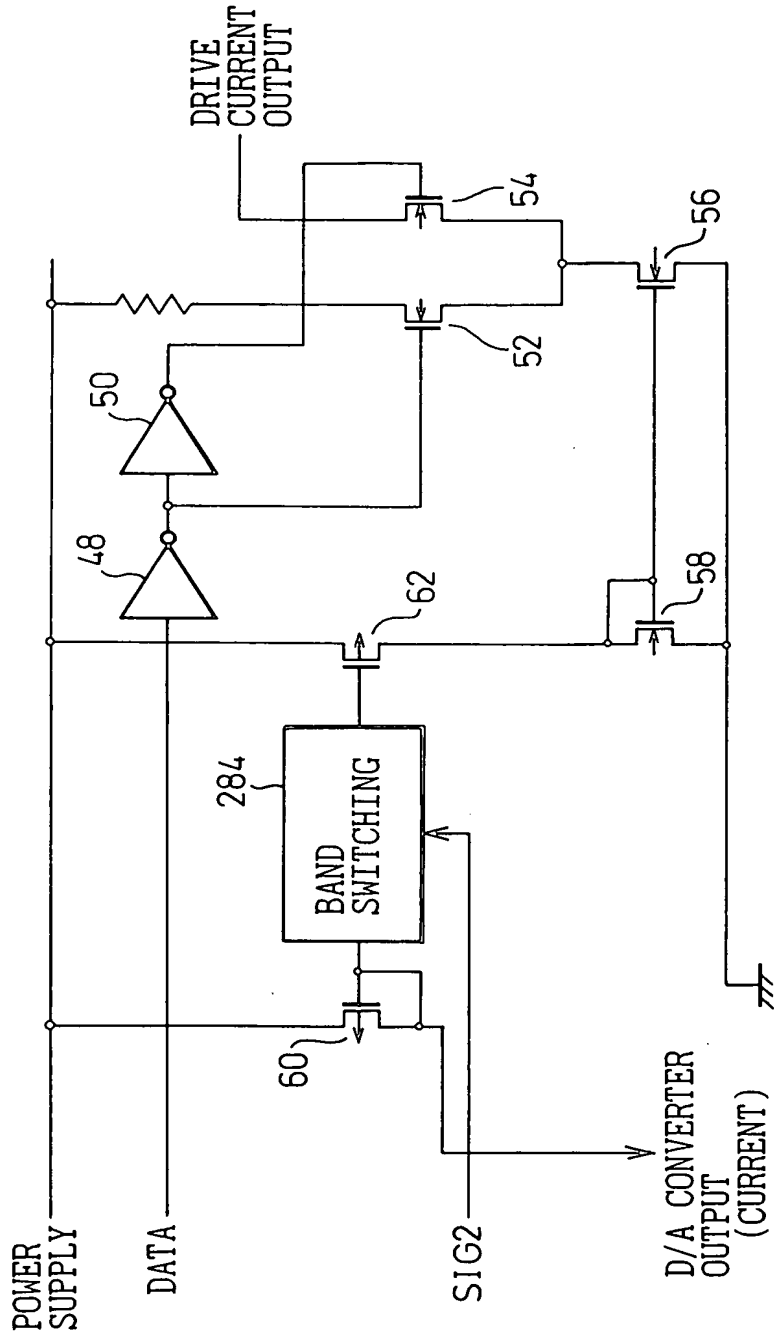 POWER
SUPPLY
DATA
48
50
DRIVE
CURRENT
OUTPUT
284
BAND
SWITCHING
62
52
54
60
SIG2
58
56
D/A CONVERTER
OUTPUT
(CURRENT)